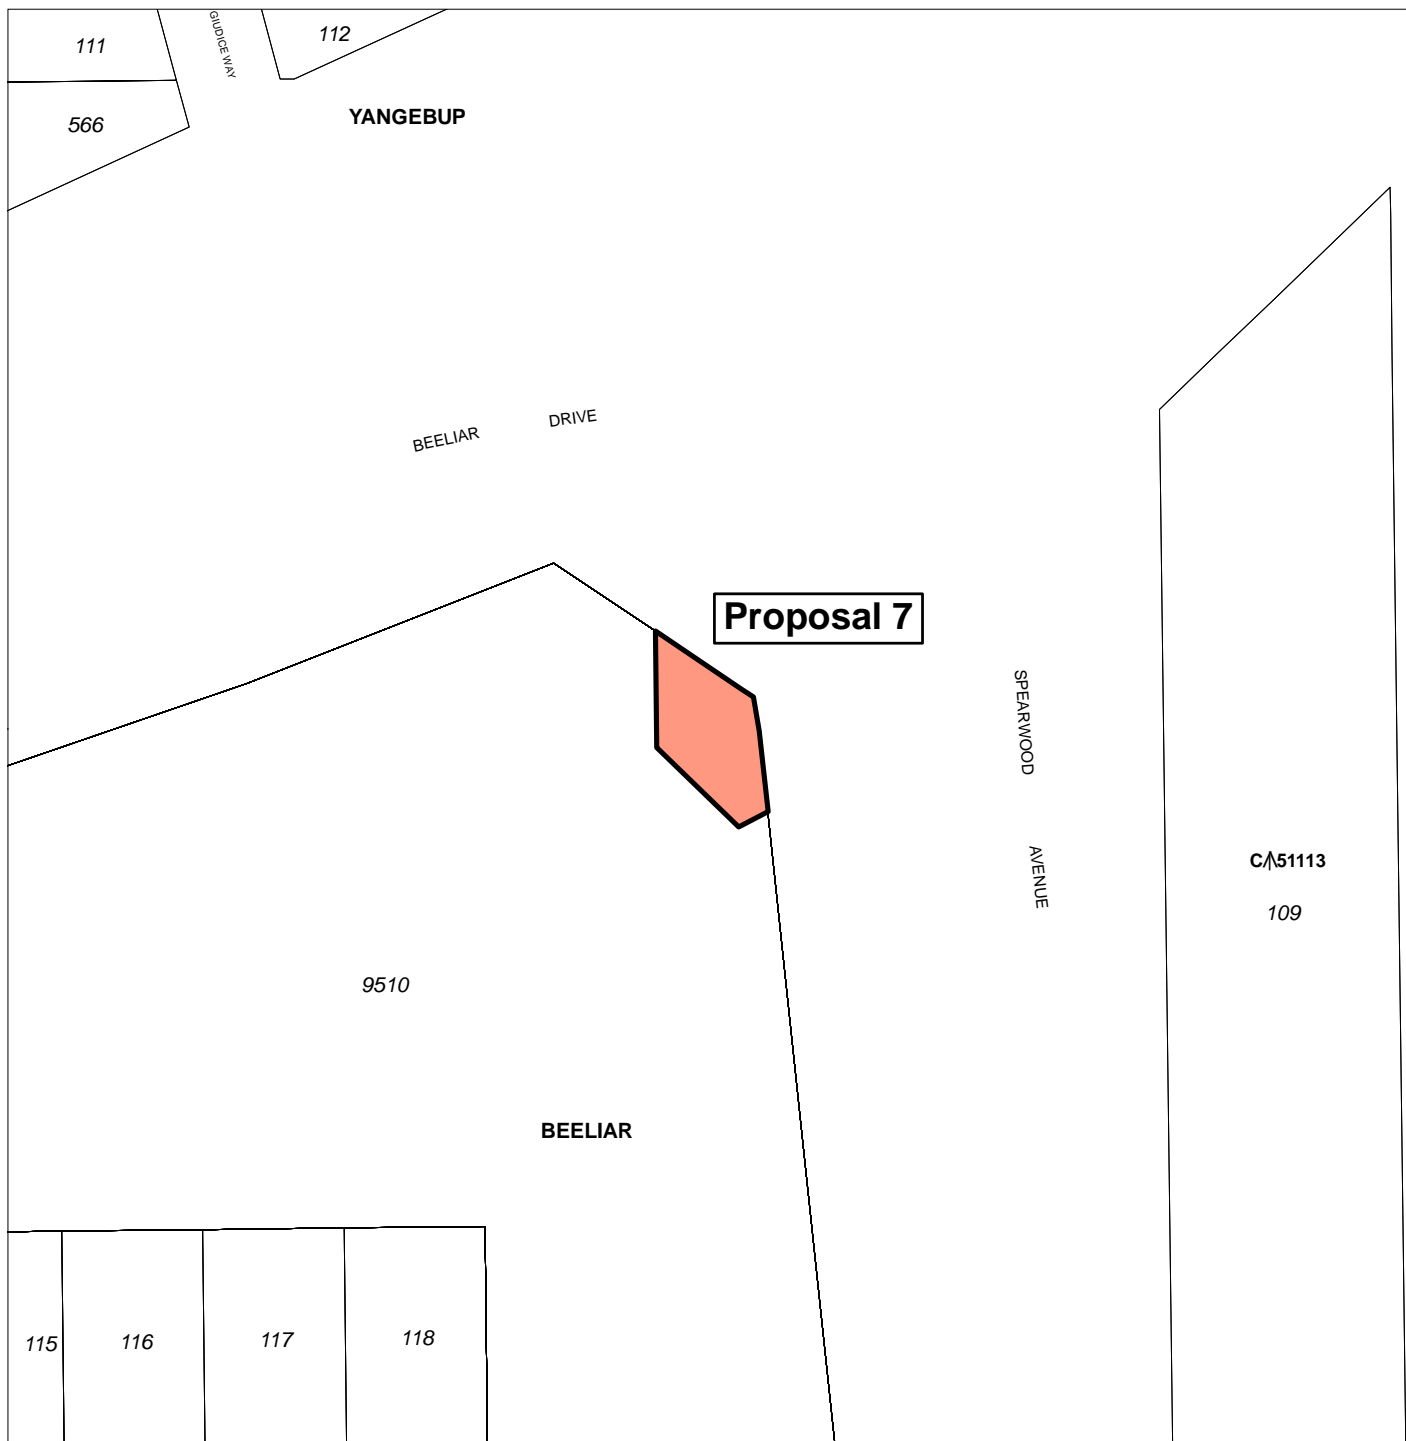 111
GIUDICE WAY
112
566
YANGEBUP
BEELIAR DRIVE
Proposal 7
SPEARWOOD
AVENUE
C 51113
109
9510
BEELIAR
115
116
117
118